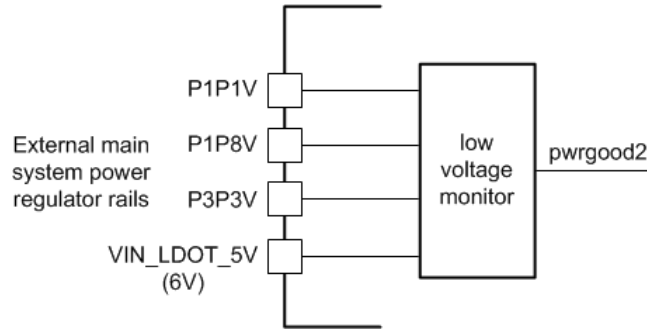 P1P1V
P1P8V
External main
system power
regulator rails
P3P3V
VIN_LDOT_5V
(6V)
low
voltage
monitor
pwrgood2